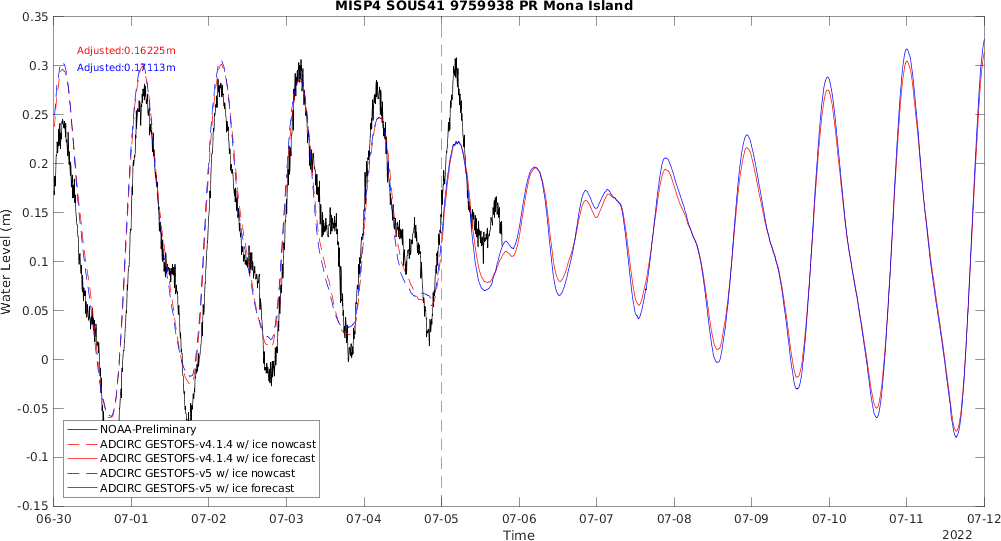 MISP4 SOUS41 9759938 PR Mona Island
0.35
0.3
0.25
0.2
0.15
0.1
0.05
0
-0.05
-0.1
-0.15
Water Level (m)
Adjusted:0.16225m
Adjusted:0.17113m
NOAA-Preliminary
ADCIRC GESTOFS-v4.1.4 w/ ice nowcast
ADCIRC GESTOFS-v4.1.4 w/ ice forecast
ADCIRC GESTOFS-v5 w/ ice nowcast
ADCIRC GESTOFS-v5 w/ ice forecast
06-30 07-01 07-02 07-03 07-04 07-05 07-06 07-07 07-08 07-09 07-10 07-11 07-12
Time
2022